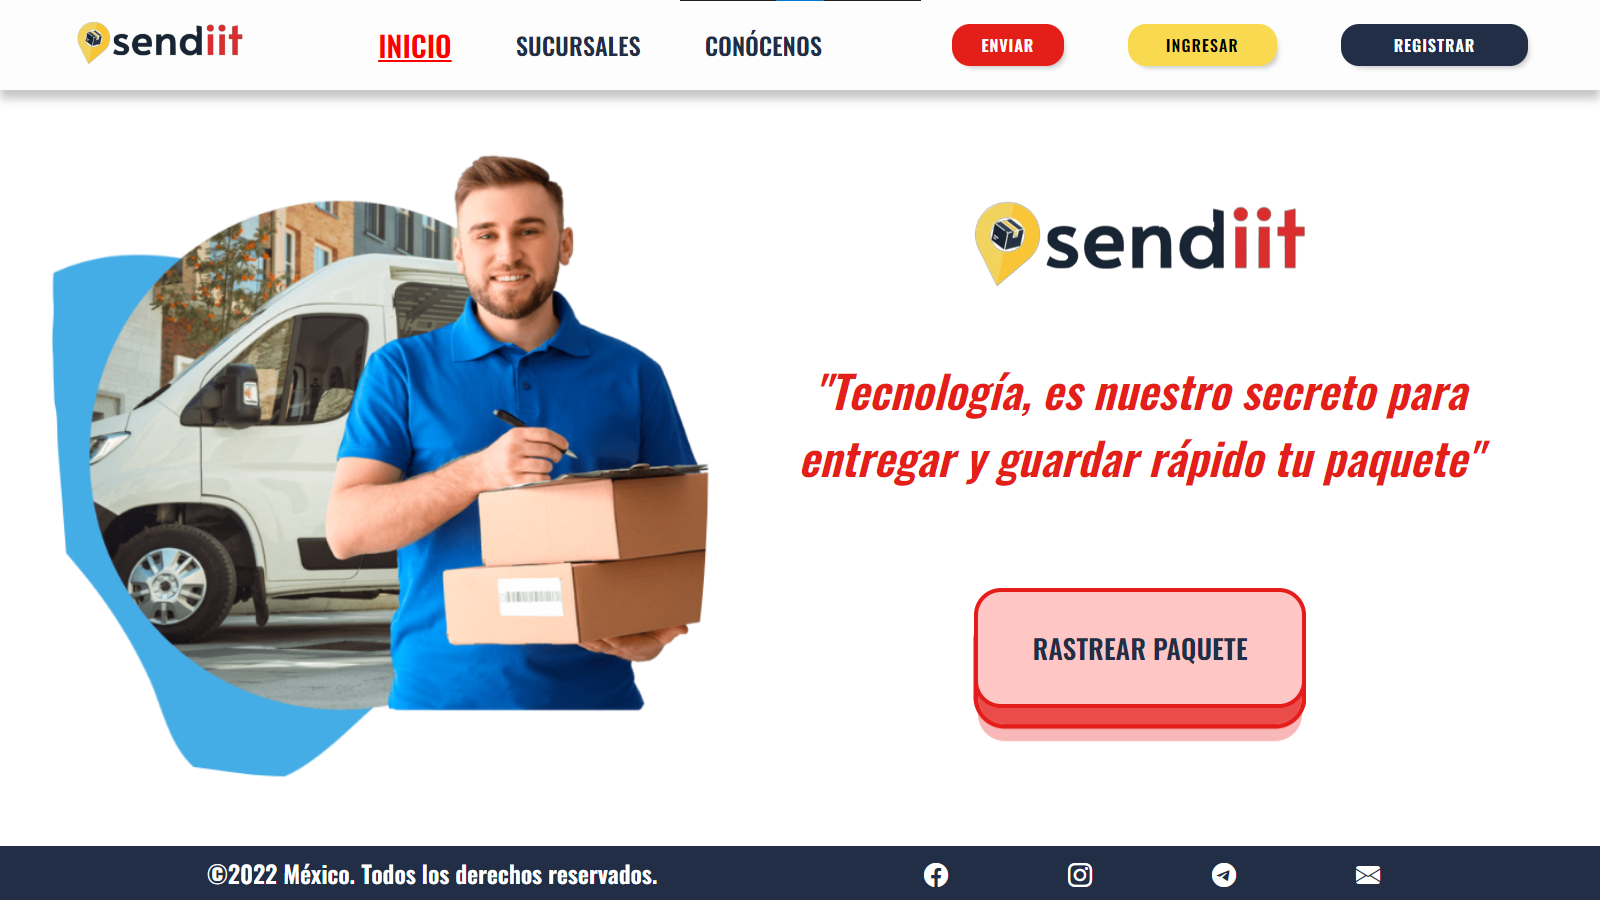 sendiit
INICIO
SUCURSALES
CONÓCENOS
ENVIAR
INGRESAR
REGISTRAR
sendiit
"Tecnología, es nuestro secreto para
entregar y guardar rápido tu paquete"
RASTREAR PAQUETE
©2022 México. Todos los derechos reservados.